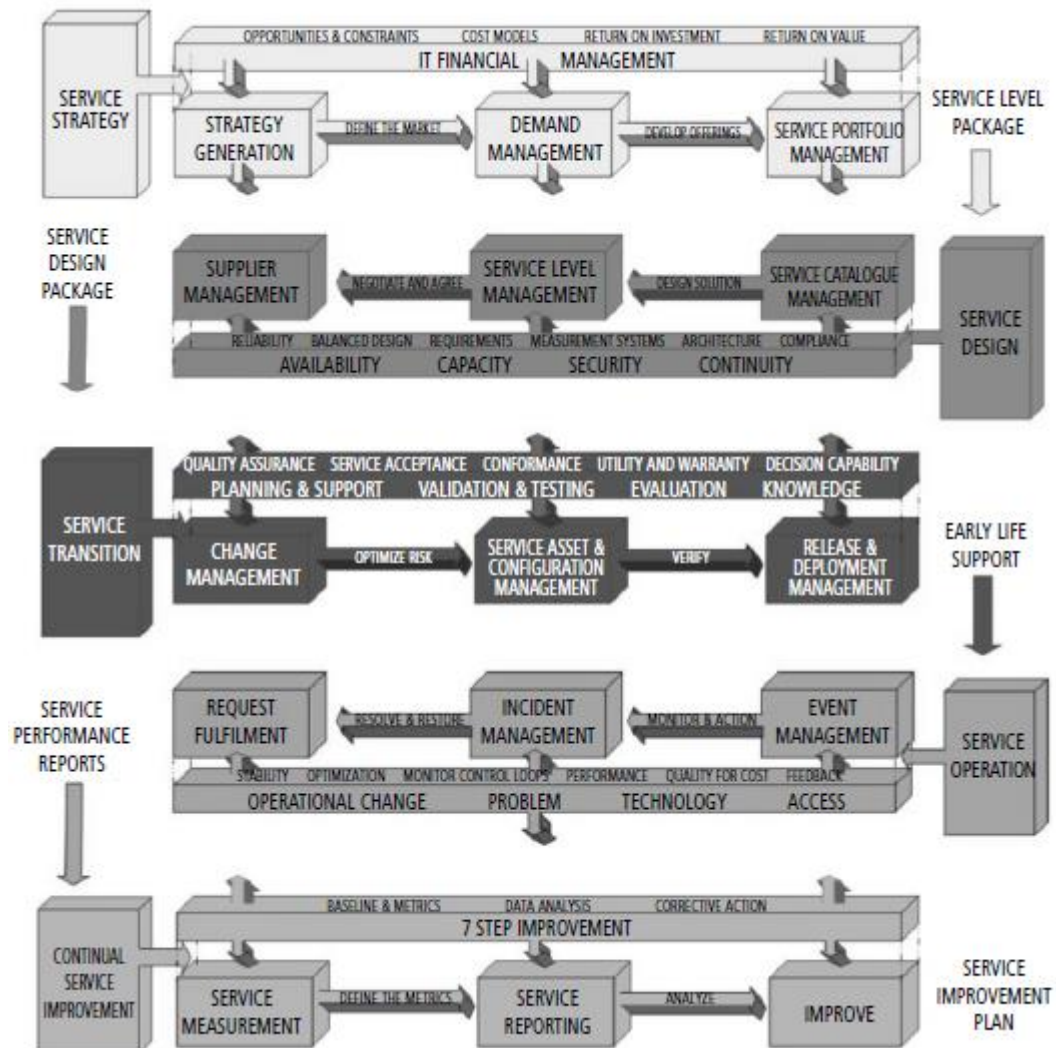 OPPORTUNITIES & CONSTRAINTS COST MODELS RETURN ON INVESTMENT RETURN ON VALUE
IT FINANCIAL MANAGEMENT
SERVICE
STRATEGY
STRATEGY
GENERATION
DEFINE THE MARKET
DEMAND
MANAGEMENT
DEVELOP OFFERINGS
SERVICE PORTFOLIO
MANAGEMENT
SERVICE LEVEL
PACKAGE
SERVICE
DESIGN
PACKAGE
SUPPLIER
MANAGEMENT
NEGOTIATE AND AGREE
SERVICE LEVEL
MANAGEMENT
DESIGN SOLUTION
SERVICE CATALOGUE
MANAGEMENT
RELIABILITY BALANCED DESIGN REQUIREMENTS MEASUREMENT SYSTEMS ARCHITECTURE COMPLIANCE
AVAILABILITY CAPACITY SECURITY CONTINUITY
SERVICE
DESIGN
QUALITY ASSURANCE SERVICE ACCEPTANCE CONFORMANCE UTILITY AND WARRANTY DECISION CAPABILITY
PLANNING & SUPPORT VALIDATION & TESTING EVALUATION KNOWLEDGE
SERVICE
TRANSITION
CHANGE
MANAGEMENT
OPTIMIZE RISK
SERVICE ASSET &
CONFIGURATION
MANAGEMENT
VERIFY
RELEASE &
DEPLOYMENT
MANAGEMENT
EARLY LIFE
SUPPORT
SERVICE
PERFORMANCE
REPORTS
REQUEST
FULFILMENT
RESOLVE & RESTORE
INCIDENT
MANAGEMENT
MONITOR & ACTION
EVENT
MANAGEMENT
STABILITY OPTIMIZATION MONITOR CONTROL LOOPS PERFORMANCE QUALITY FOR COST FEEDBACK
OPERATIONAL CHANGE PROBLEM TECHNOLOGY ACCESS
SERVICE
OPERATION
BASELINE & METRICS DATA ANALYSIS CORRECTIVE ACTION
7 STEP IMPROVEMENT
CONTINUAL
SERVICE
IMPROVEMENT
SERVICE
MEASUREMENT
DEFINE THE METRICS
SERVICE
REPORTING
ANALYZE
IMPROVE
SERVICE
IMPROVEMENT
PLAN